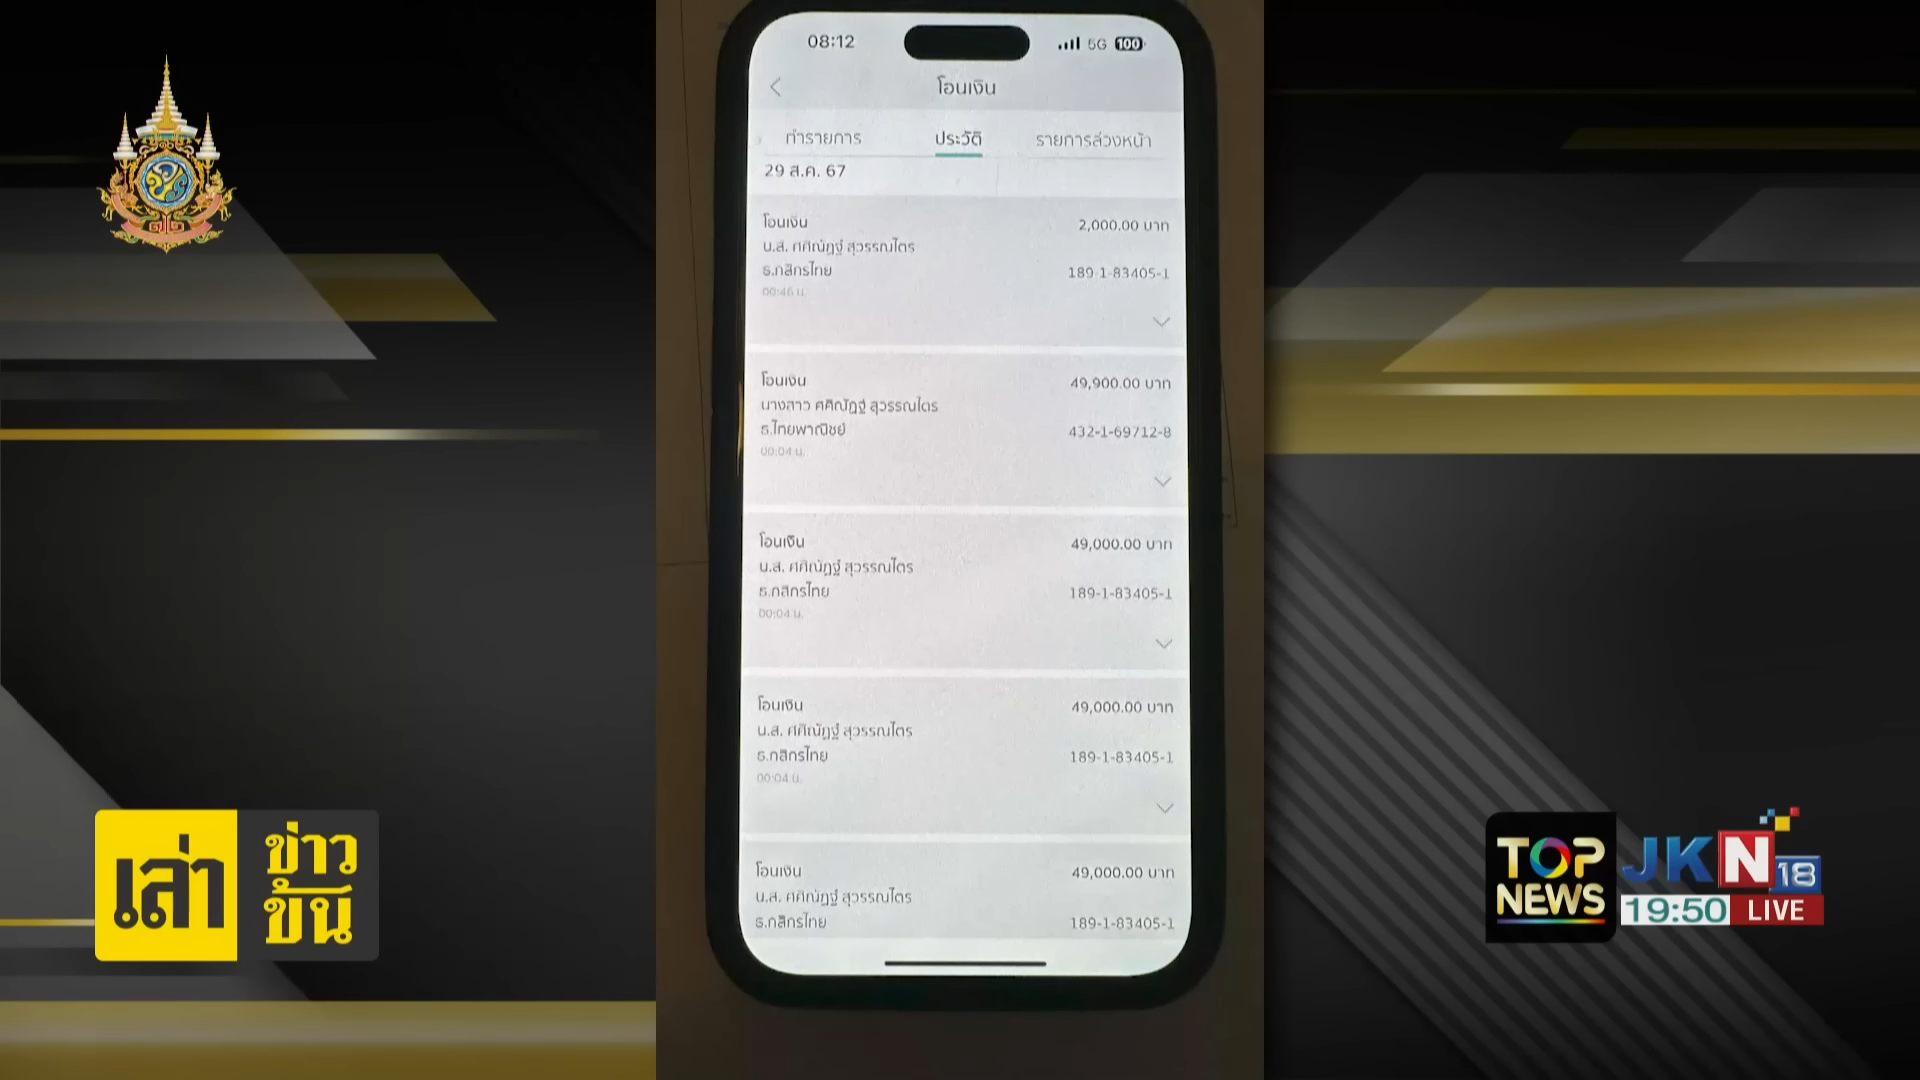 08:12
5G 100
โอนเงิน
ทำรายการ ประวัติ รายการล่วงหน้า
29 ส.ค. 67
โอนเงิน 2,000.00 บาท
น.ส. ศศิณัฏฐ์ สุวรรณไตร
ธ.กสิกรไทย 189-1-83405-1
00:46 น.
โอนเงิน 49,900.00 บาท
นางสาว ศศิณัฏฐ์ สุวรรณไตร
ธ.ไทยพาณิชย์ 432-1-69712-8
00:04 น.
โอนเงิน 49,000.00 บาท
น.ส. ศศิณัฏฐ์ สุวรรณไตร
ธ.กสิกรไทย 189-1-83405-1
00:04 น.
โอนเงิน 49,000.00 บาท
น.ส. ศศิณัฏฐ์ สุวรรณไตร
ธ.กสิกรไทย 189-1-83405-1
00:04 น.
โอนเงิน 49,000.00 บาท
น.ส. ศศิณัฏฐ์ สุวรรณไตร
ธ.กสิกรไทย 189-1-83405-1
เล่า
ข่าว
ข้น
TOP
NEWS
JKN18
19:50 LIVE